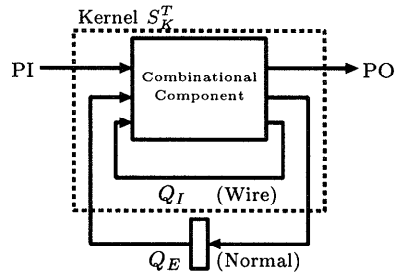 Kernel S_K^T
PI
Combinational
Component
PO
Q_I (Wire)
Q_E (Normal)